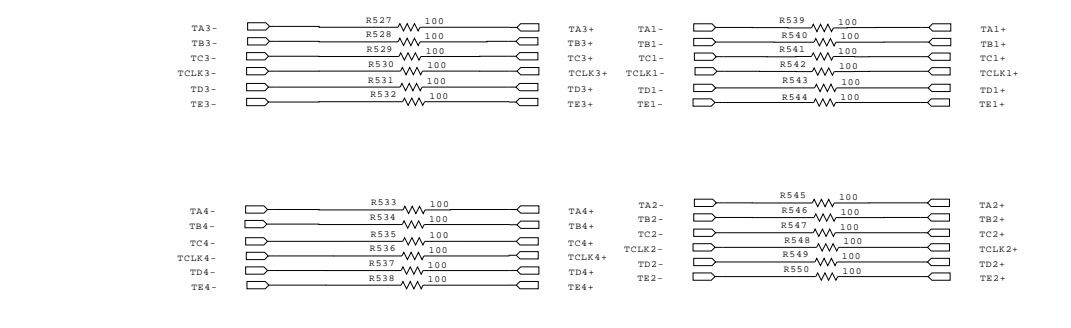 TA3- R527 100 TA3+ TA1- R539 100 TA1+
TB3- R528 100 TB3+ TB1- R540 100 TB1+
TC3- R529 100 TC3+ TC1- R541 100 TC1+
TCLK3- R530 100 TCLK3+ TCLK1- R542 100 TCLK1+
TD3- R531 100 TD3+ TD1- R543 100 TD1+
TE3- R532 100 TE3+ TE1- R544 100 TE1+
TA4- R533 100 TA4+ TA2- R545 100 TA2+
TB4- R534 100 TB4+ TB2- R546 100 TB2+
TC4- R535 100 TC4+ TC2- R547 100 TC2+
TCLK4- R536 100 TCLK4+ TCLK2- R548 100 TCLK2+
TD4- R537 100 TD4+ TD2- R549 100 TD2+
TE4- R538 100 TE4+ TE2- R550 100 TE2+